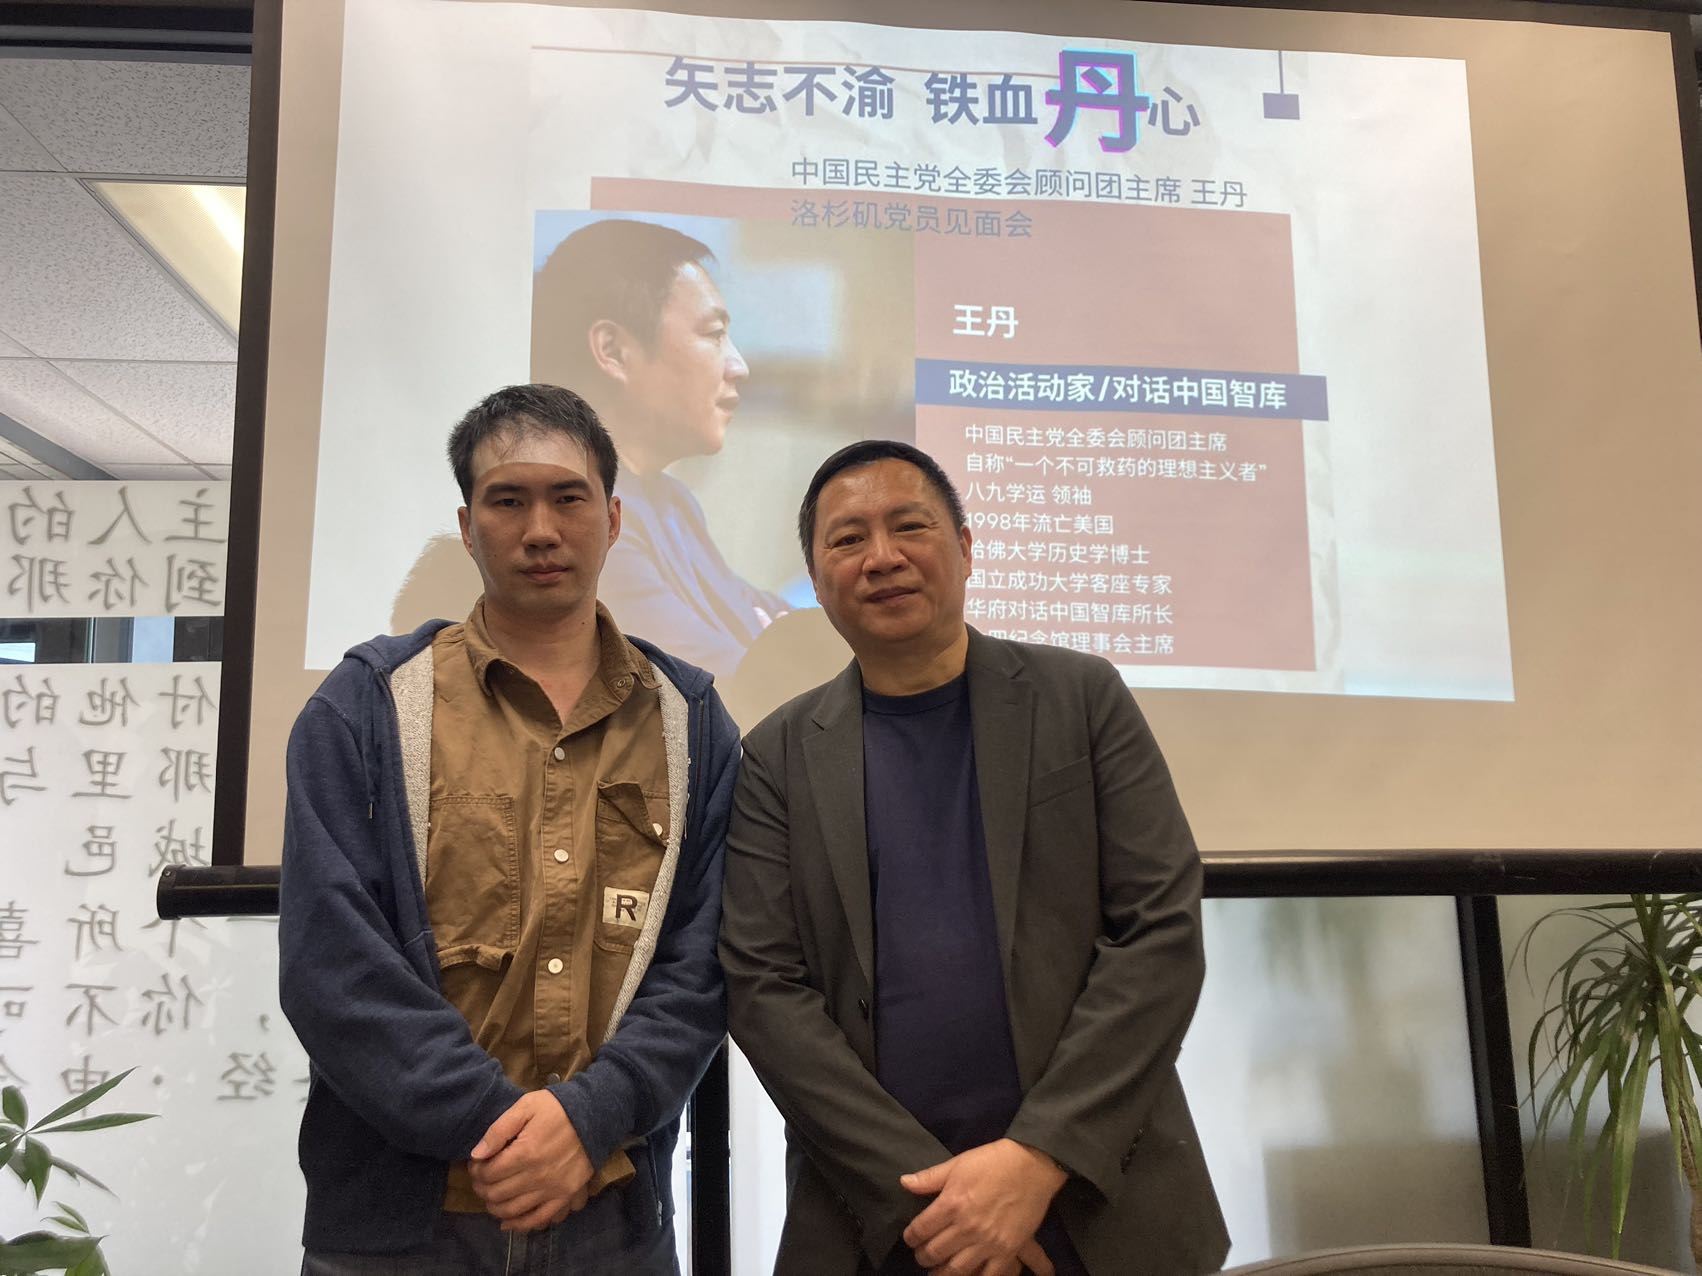 矢志不渝 铁血丹心
中国民主党全委会顾问团主席 王丹
洛杉矶党员见面会
王丹
政治活动家/对话中国智库
中国民主党全委会顾问团主席
自称“一个不可救药的理想主义者”
八九学运 领袖
1998年流亡美国
哈佛大学历史学博士
国立成功大学客座专家
华府对话中国智库所长
四纪念馆理事会主席
R
主人的
到你那
付他的
那里与
城邑
不所喜
，你不可
经